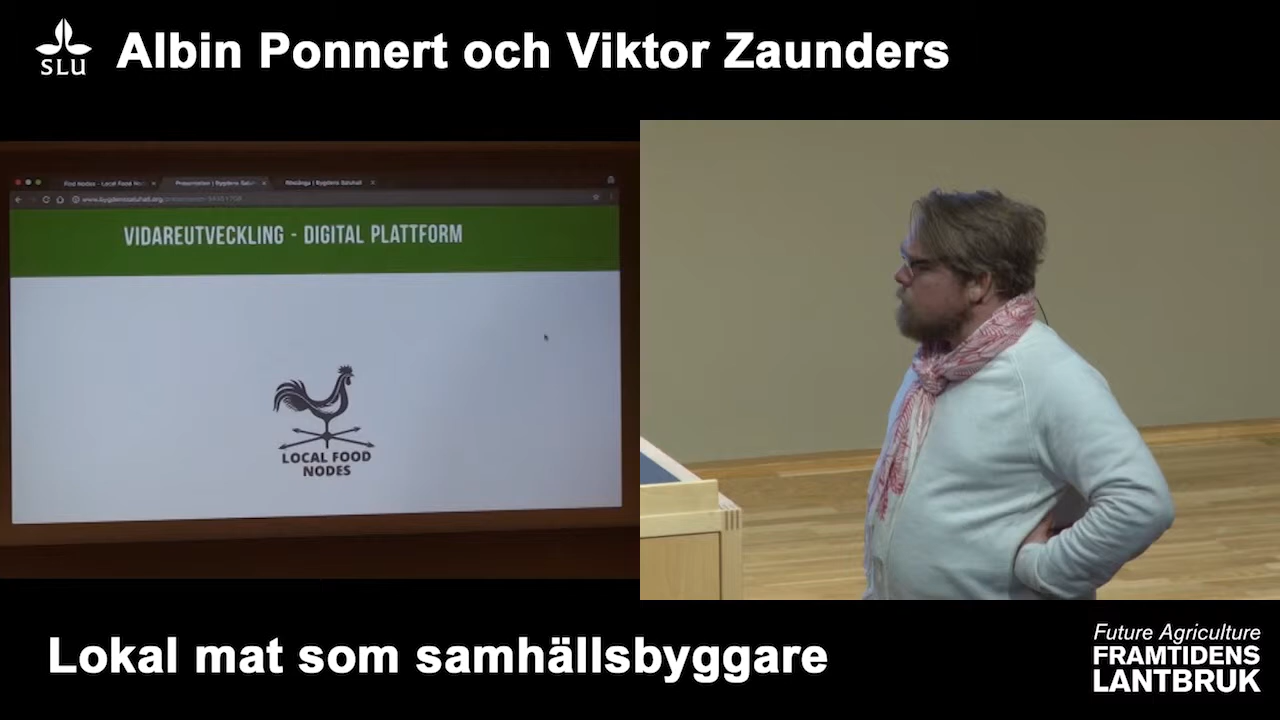 SLU
Albin Ponnert och Viktor Zaunders
VIDAREUTVECKLING - DIGITAL PLATTFORM
LOCAL FOOD
NODES
Lokal mat som samhällsbyggare
Future Agriculture
FRAMTIDENS
LANTBRUK